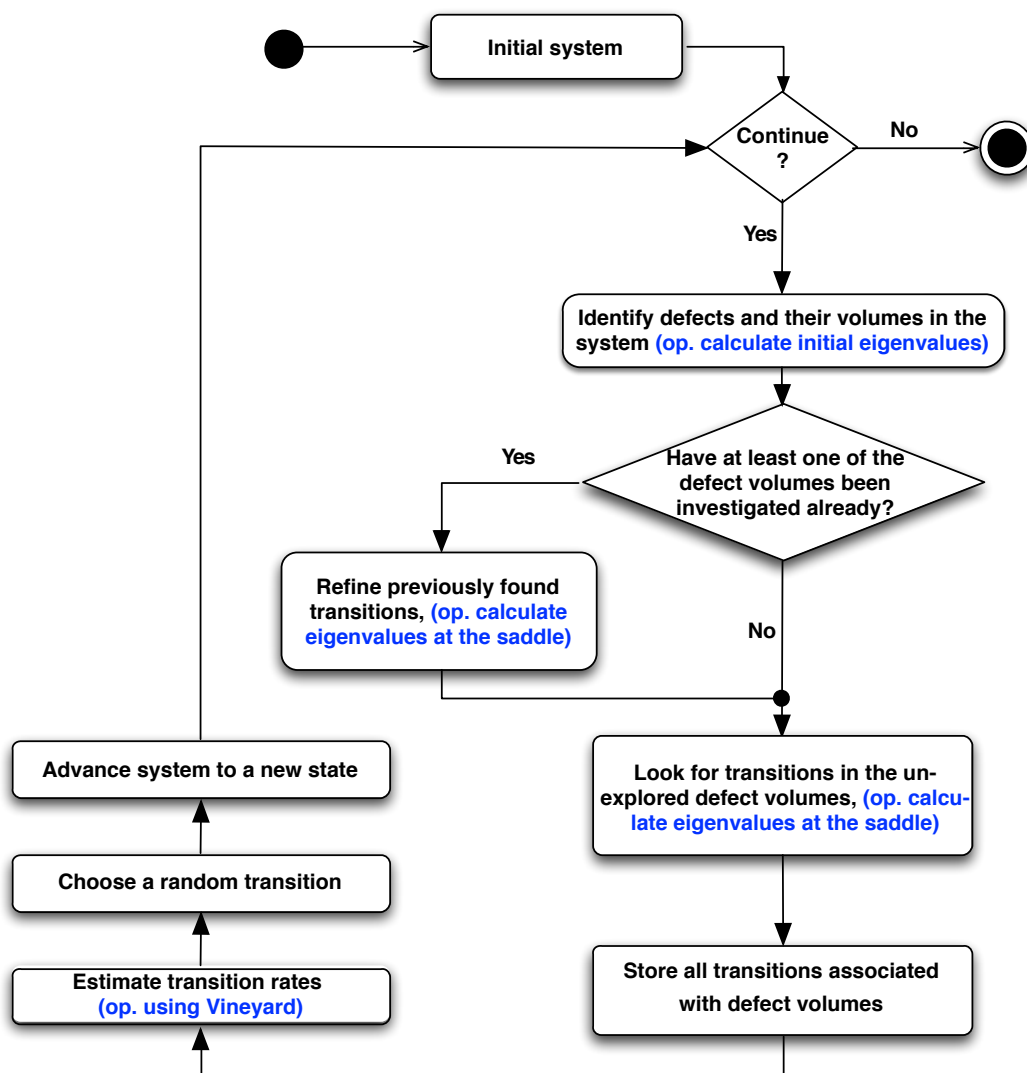 Initial system
Continue
?
No
Yes
Identify defects and their volumes in the
system (op. calculate initial eigenvalues)
Have at least one of the
defect volumes been
investigated already?
Yes
Refine previously found
transitions, (op. calculate
eigenvalues at the saddle)
No
Look for transitions in the un-
explored defect volumes, (op. calcu-
late eigenvalues at the saddle)
Store all transitions associated
with defect volumes
Estimate transition rates
(op. using Vineyard)
Choose a random transition
Advance system to a new state